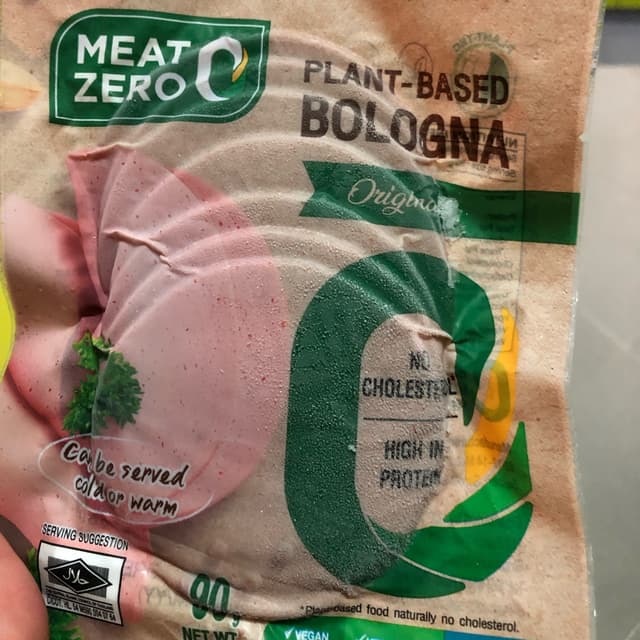 MEAT
ZERO
PLANT-BASED
BOLOGNA
Original
NO
CHOLESTEROL
HIGH IN
PROTEIN
Can be served
cold or warm
SERVING SUGGESTION
حلال
90g
NET WT.
*Plant-based food naturally no cholesterol.
VEGAN